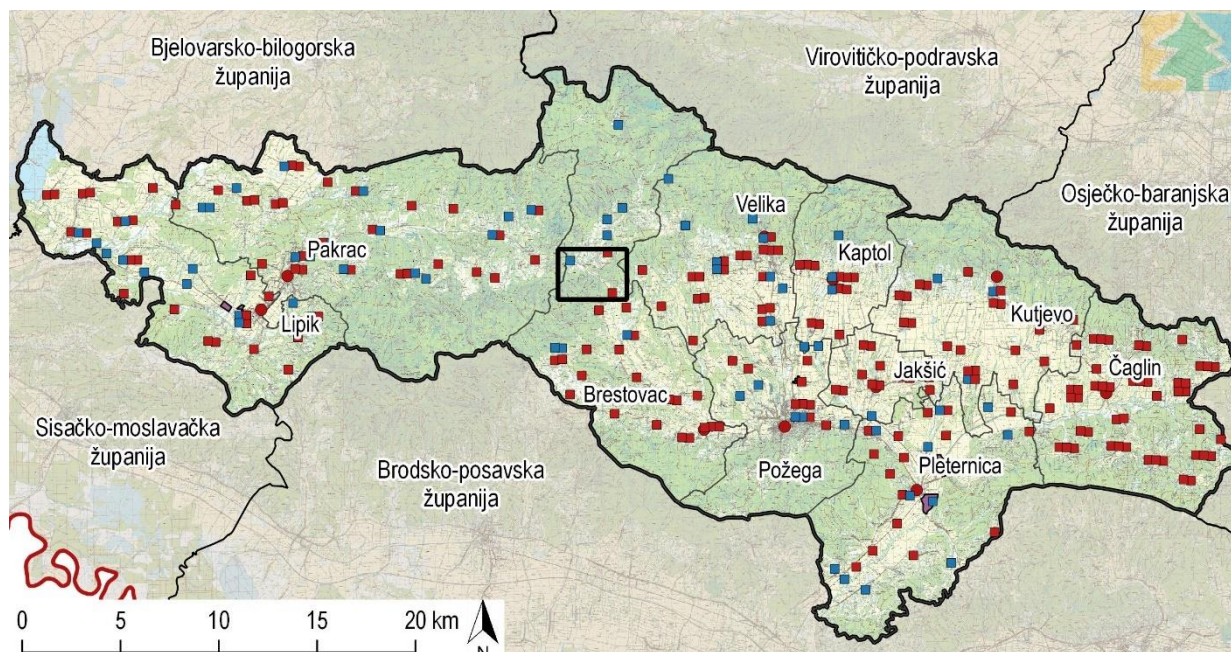 Bjelovarsko-bilogorska
županija
Virovitičko-podravska
županija
Osječko-baranjska
županija
Velika
Pakrac
Kaptol
Kutjevo
Lipik
Jakšić
Čaglin
Brestovac
Sisačko-moslavačka
županija
Brodsko-posavska
županija
Požega
Pleternica
0 5 10 15 20 km
N